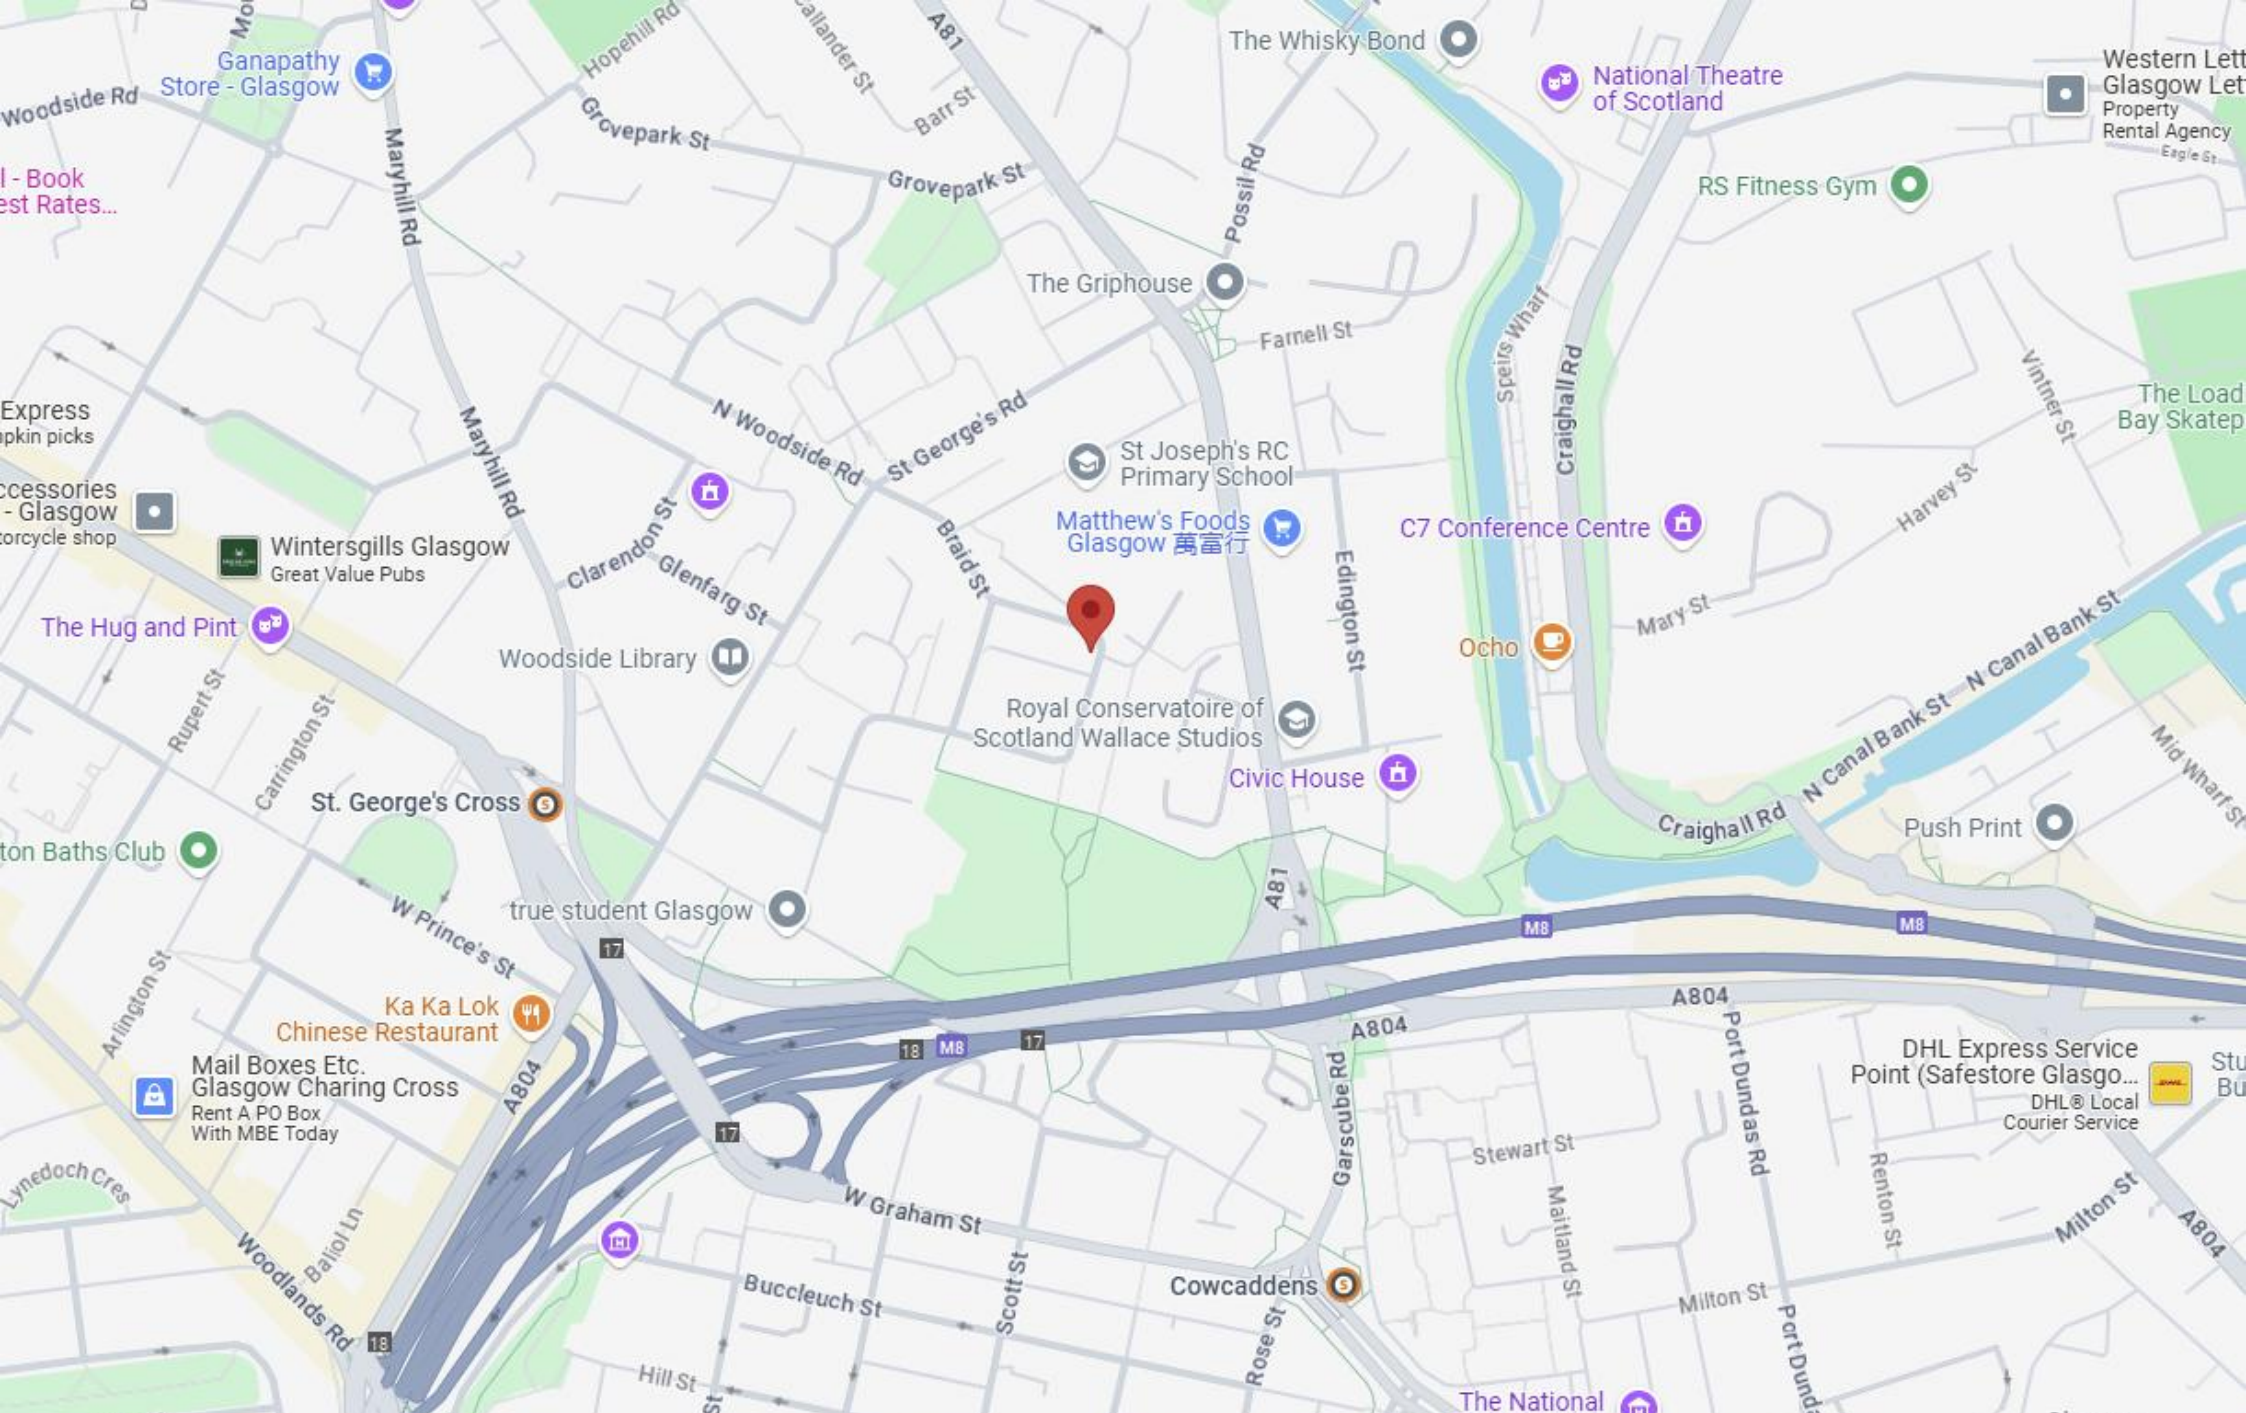 Hopehill Rd
Callander St
A81
The Whisky Bond
Ganapathy
Store - Glasgow
Woodside Rd
Maryhill Rd
Grovepark St
Barr St
Grovepark St
Possil Rd
National Theatre
of Scotland
Western Lett
Glasgow Let
Property
Rental Agency
Eagle St
RS Fitness Gym
l - Book
est Rates...
The Griphouse
Farnell St
Speirs Wharf
Craighall Rd
Vintner St
The Load
Bay Skatep
Express
pkin picks
Maryhill Rd
N Woodside Rd
St George's Rd
St Joseph's RC
Primary School
ccessories
- Glasgow
torcycle shop
Wintersgills Glasgow
Great Value Pubs
Clarendon St
Glenfarg St
Braid St
Matthew's Foods
Glasgow 萬富行
Edington St
C7 Conference Centre
Harvey St
Mary St
N Canal Bank St
The Hug and Pint
Woodside Library
Ocho
Rupert St
Carrington St
Royal Conservatoire of
Scotland Wallace Studios
Civic House
N Canal Bank St
Mid Wharf St
St. George's Cross
Craighall Rd
Push Print
ton Baths Club
W Prince's St
true student Glasgow
A81
17
M8
M8
Arlington St
Ka Ka Lok
Chinese Restaurant
A804
A804
Port Dundas Rd
18
M8
17
Mail Boxes Etc.
Glasgow Charing Cross
Rent A PO Box
With MBE Today
A804
Garscube Rd
DHL Express Service
Point (Safestore Glasgo...
DHL® Local
Courier Service
Stu
Bu
17
Stewart St
Renton St
Lynedoch Cres
Baliol Ln
Woodlands Rd
W Graham St
Maitland St
Milton St
A804
Buccleuch St
Scott St
Cowcaddens
Milton St
Rose St
18
Hill St
St
Port Dunda
The National